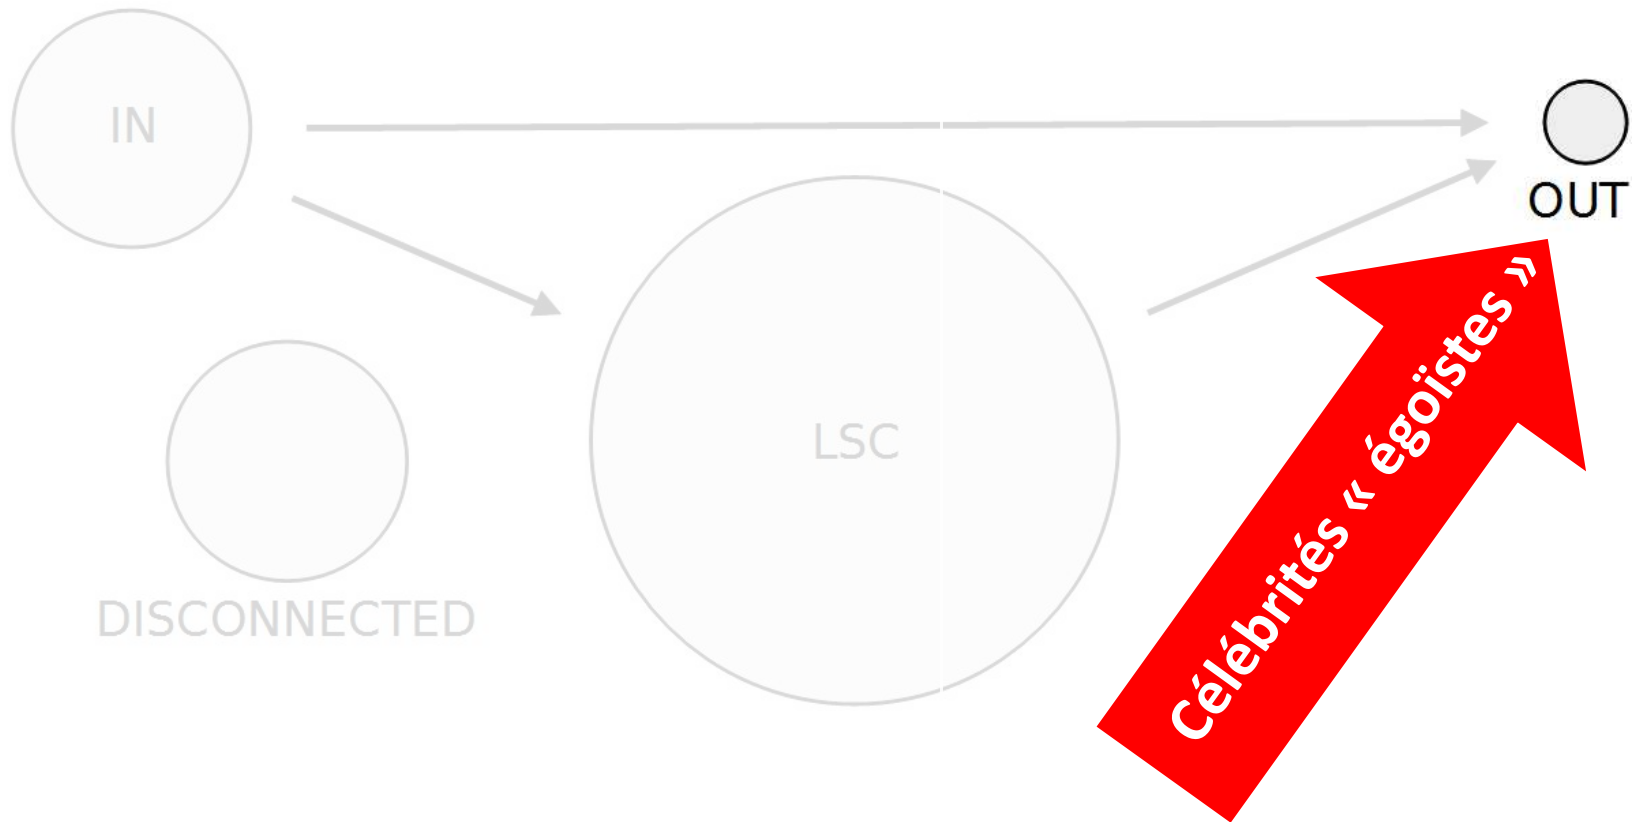 IN
OUT
LSC
DISCONNECTED
Célébrités « égoïstes »